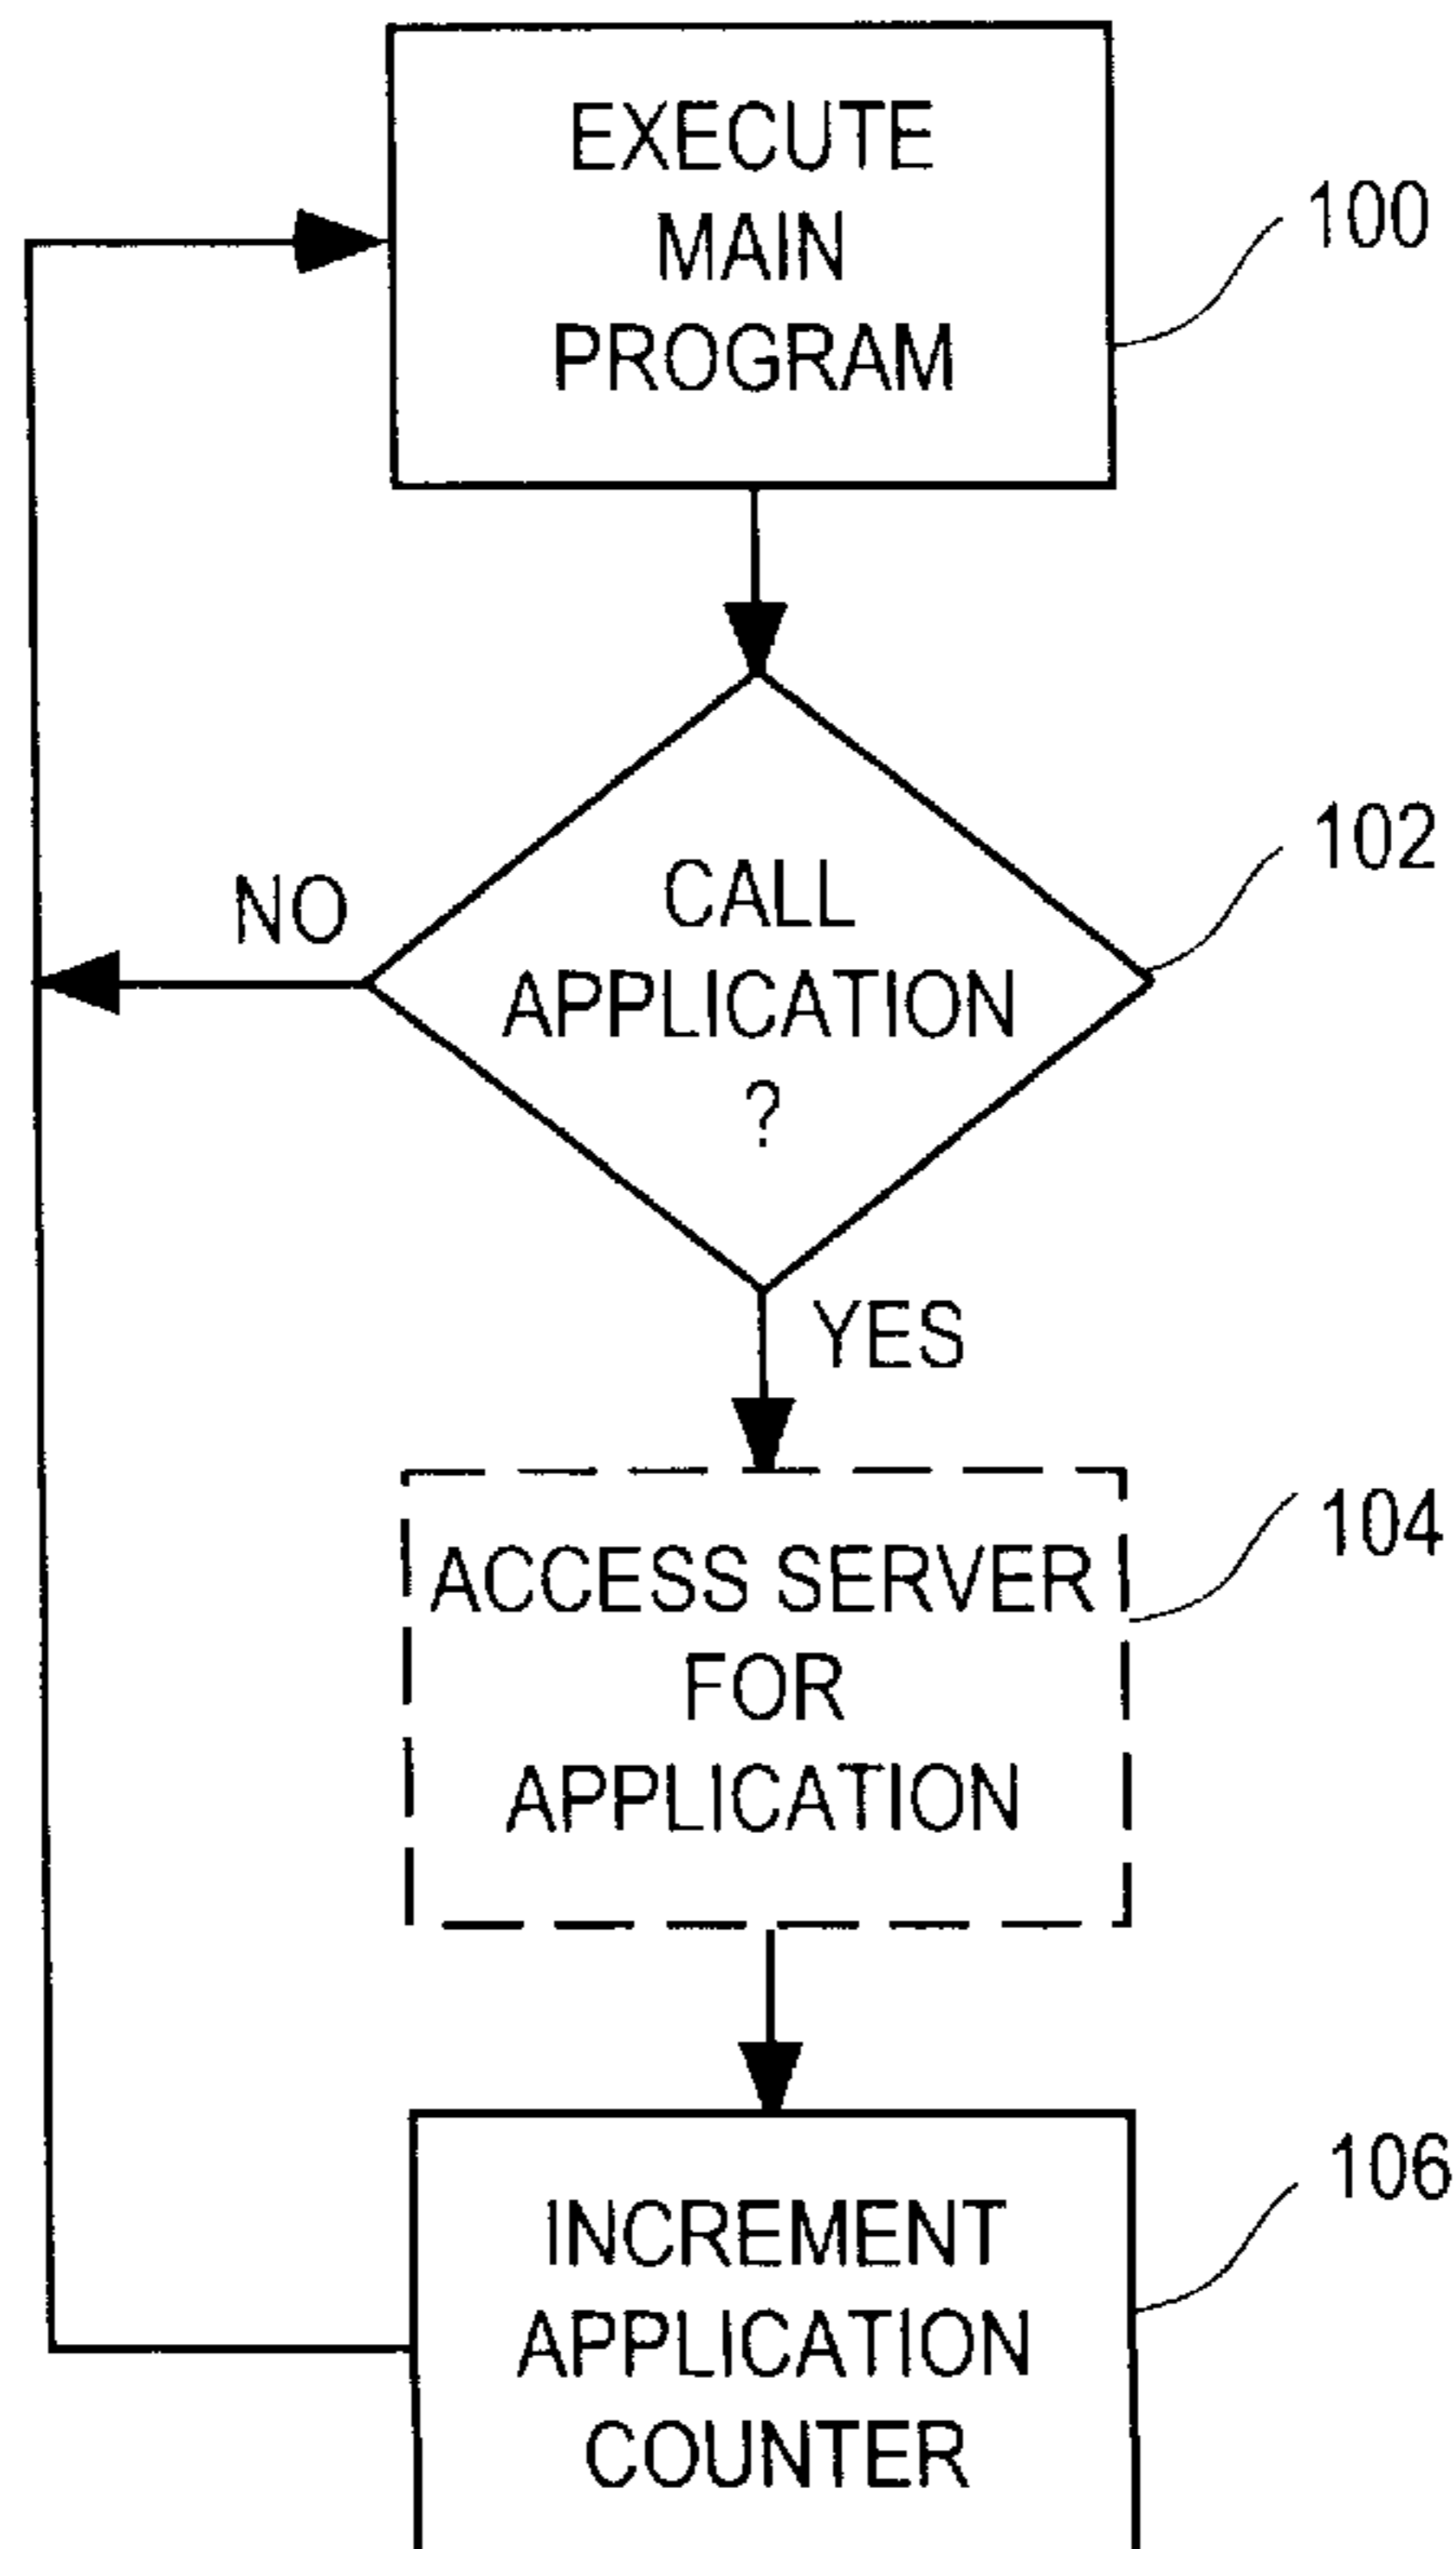 EXECUTE
MAIN
PROGRAM
100
CALL
APPLICATION
?
102
NO
YES
ACCESS SERVER
FOR
APPLICATION
104
INCREMENT
APPLICATION
COUNTER
106